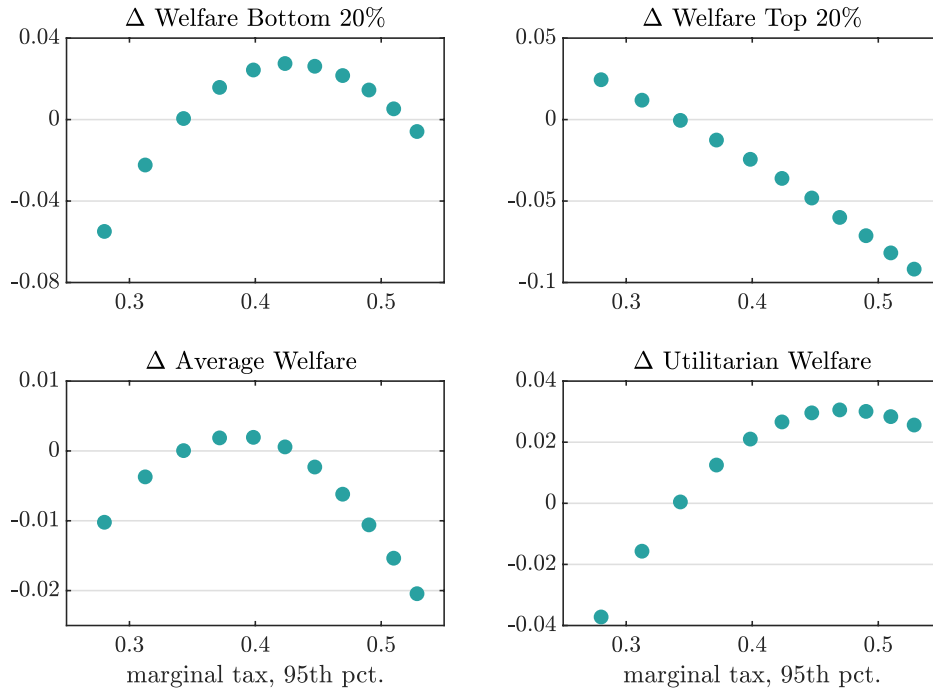 Δ Welfare Bottom 20%
0.04
0
-0.04
-0.08
0.3 0.4 0.5
Δ Welfare Top 20%
0.05
0
-0.05
-0.1
0.3 0.4 0.5
Δ Average Welfare
0.01
0
-0.01
-0.02
0.3 0.4 0.5
marginal tax, 95th pct.
Δ Utilitarian Welfare
0.04
0.02
0
-0.02
-0.04
0.3 0.4 0.5
marginal tax, 95th pct.